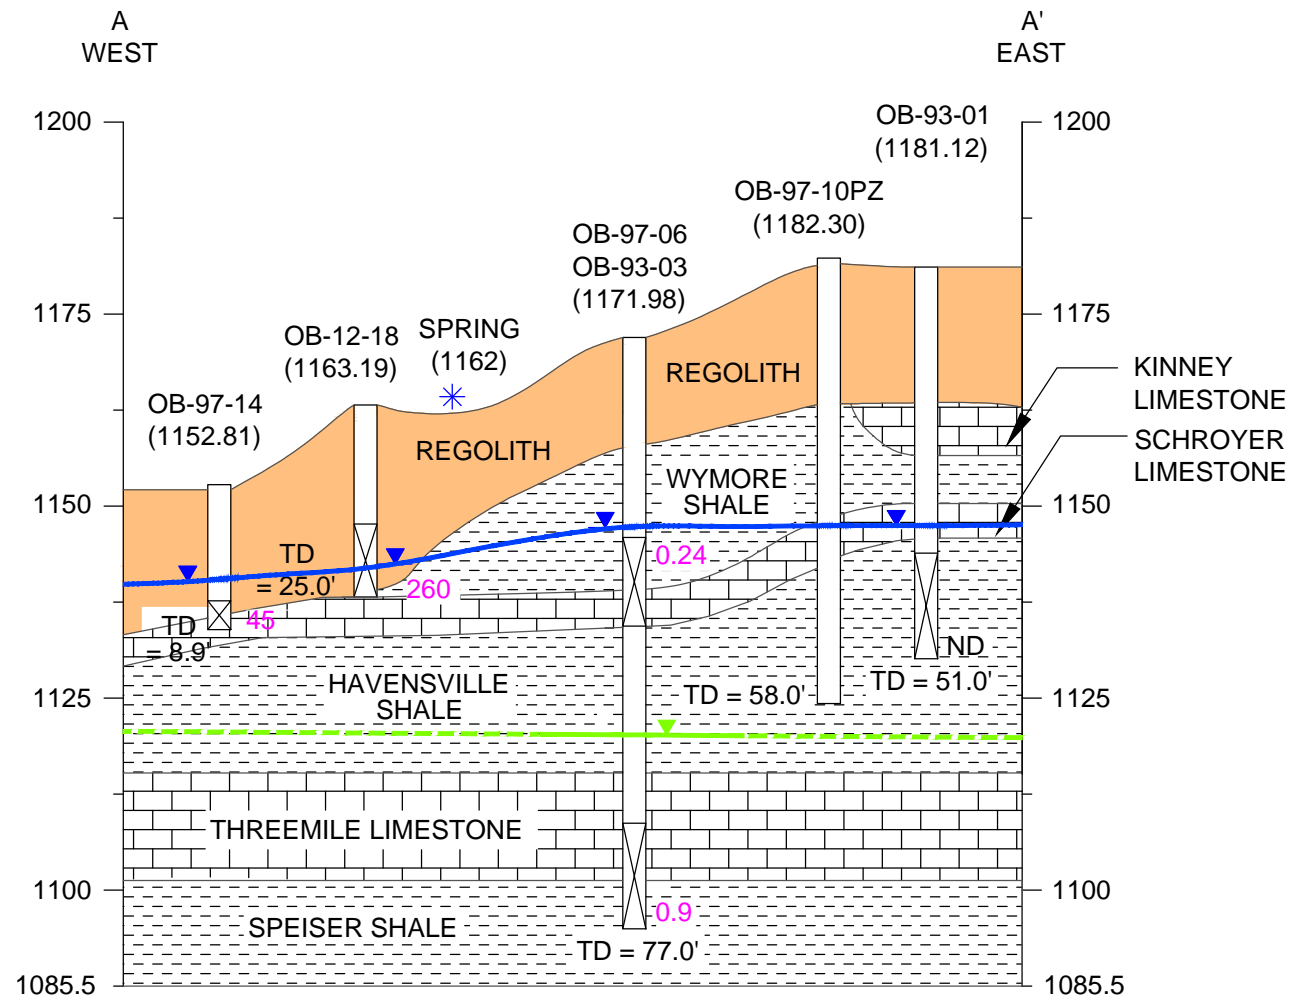 A
WEST
A'
EAST
OB-93-01
(1181.12)
1200
1200
OB-97-10PZ
(1182.30)
OB-97-06
OB-93-03
(1171.98)
1175
1175
OB-12-18
(1163.19)
SPRING
(1162)
OB-97-14
(1152.81)
REGOLITH
REGOLITH
KINNEY
LIMESTONE
SCHROYER
LIMESTONE
WYMORE
SHALE
1150
1150
TD
= 25.0'
0.24
260
45
TD
= 8.9'
ND
TD = 51.0'
HAVENSVILLE
SHALE
TD = 58.0'
1125
1125
THREEMILE LIMESTONE
1100
1100
0.9
SPEISER SHALE
TD = 77.0'
1085.5
1085.5